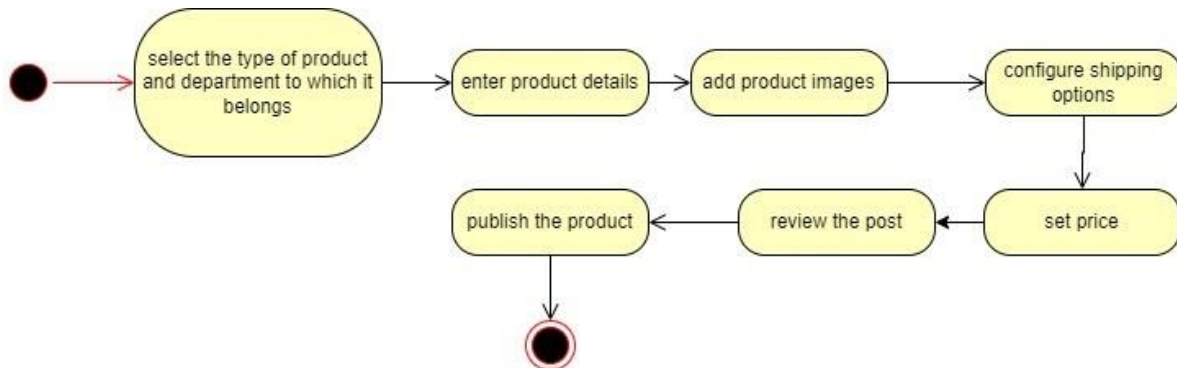 select the type of product
and department to which it
belongs
enter product details
add product images
configure shipping
options
set price
review the post
publish the product